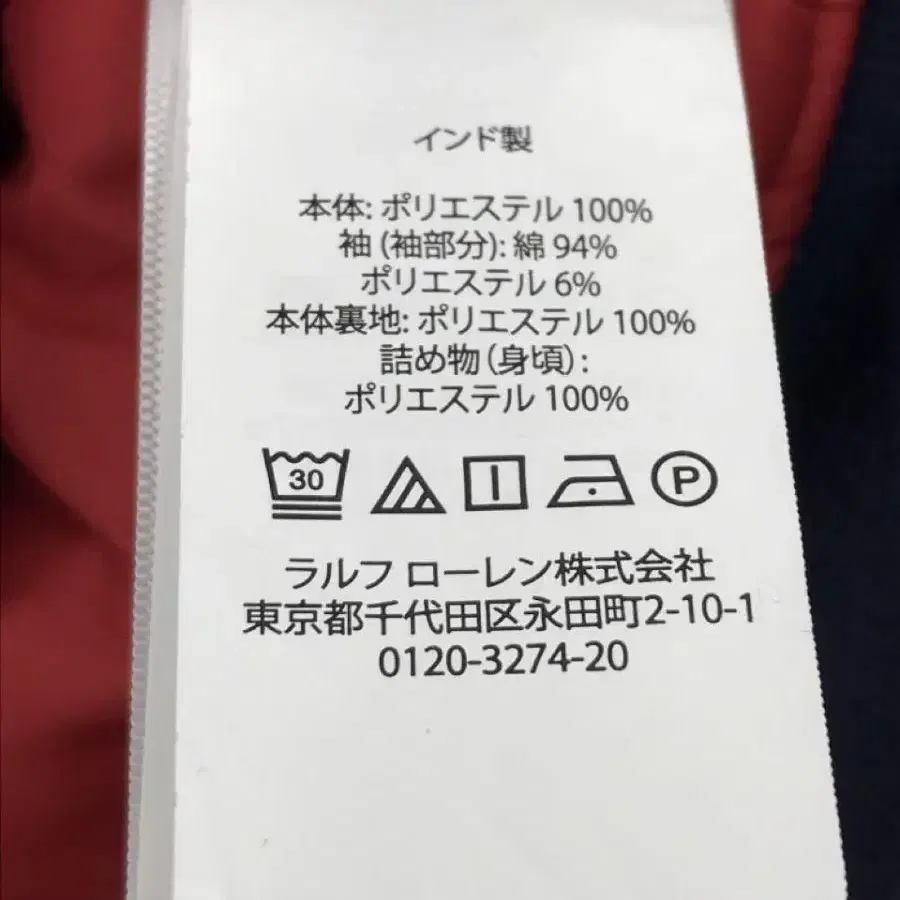 インド製
本体: ポリエステル 100%
袖 (袖部分): 綿 94%
ポリエステル 6%
本体裏地: ポリエステル 100%
詰め物 (身頃) :
ポリエステル 100%
30 P
ラルフ ローレン株式会社
東京都千代田区永田町2-10-1
0120-3274-20